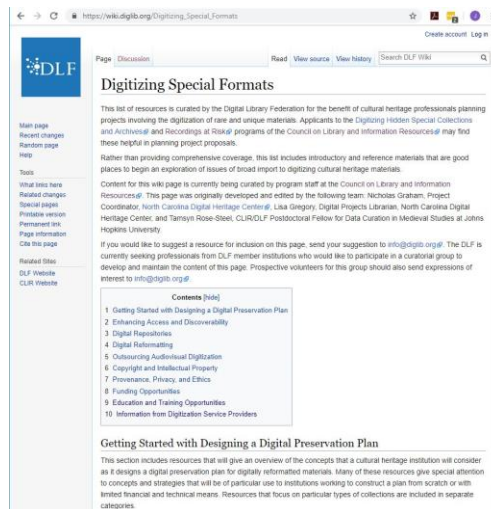 https://wiki.diglib.org/Digitizing_Special_Formats
Create account Log in
DLF
Page Discussion Read View source View history Search DLF Wiki
Digitizing Special Formats
Main page
Recent changes
Random page
Help
Tools
What links here
Related changes
Special pages
Printable version
Permanent link
Page information
Cite this page
Related Sites
DLF Website
CLIR Website
This list of resources is curated by the Digital Library Federation for the benefit of cultural heritage professionals planning
projects involving the digitization of rare and unique materials. Applicants to the Digitizing Hidden Special Collections
and Archives and Recordings at Risk programs of the Council on Library and Information Resources may find
these helpful in planning project proposals.
Rather than providing comprehensive coverage, this list includes introductory and reference materials that are good
places to begin an exploration of issues of broad import to digitizing cultural heritage materials.
Content for this wiki page is currently being curated by program staff at the Council on Library and Information
Resources. This page was originally developed and edited by the following team: Nicholas Graham, Project
Coordinator, North Carolina Digital Heritage Center, Lisa Gregory, Digital Projects Librarian, North Carolina Digital
Heritage Center, and Tamsyn Rose-Steel, CLIR/DLF Postdoctoral Fellow for Data Curation in Medieval Studies at Johns
Hopkins University.
If you would like to suggest a resource for inclusion on this page, send your suggestion to info@diglib.org. The DLF is
currently seeking professionals from DLF member institutions who would like to participate in a curatorial group to
develop and maintain the content of this page. Prospective volunteers for this group should also send expressions of
interest to info@diglib.org.
Contents [hide]
1 Getting Started with Designing a Digital Preservation Plan
2 Enhancing Access and Discoverability
3 Digital Repositories
4 Digital Reformatting
5 Outsourcing Audiovisual Digitization
6 Copyright and Intellectual Property
7 Provenance, Privacy, and Ethics
8 Funding Opportunities
9 Education and Training Opportunities
10 Information from Digitization Service Providers
Getting Started with Designing a Digital Preservation Plan
This section includes resources that will give an overview of the concepts that a cultural heritage institution will consider
as it designs a digital preservation plan for digitally reformatted materials. Many of these resources give special attention
to concepts and strategies that will be of particular use to institutions working to construct a plan from scratch or with
limited financial and technical means. Resources that focus on particular types of collections are included in separate
categories.